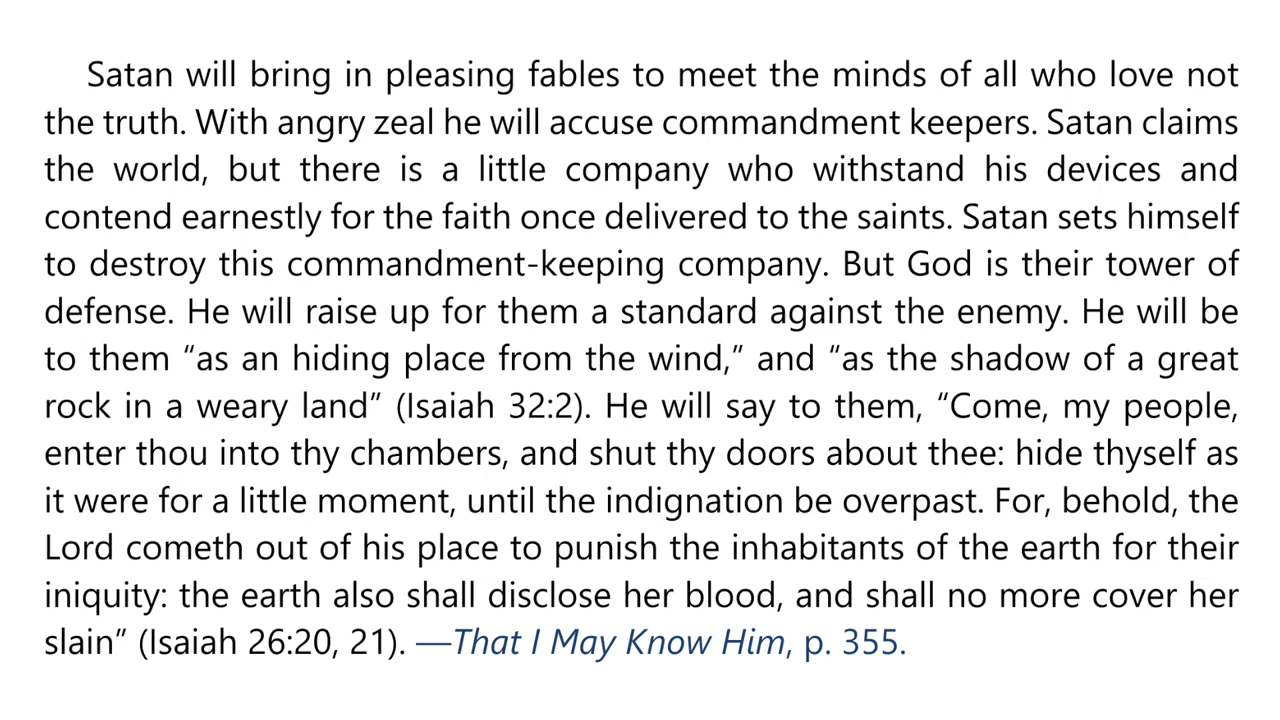 Satan will bring in pleasing fables to meet the minds of all who love not
the truth. With angry zeal he will accuse commandment keepers. Satan claims
the world, but there is a little company who withstand his devices and
contend earnestly for the faith once delivered to the saints. Satan sets himself
to destroy this commandment-keeping company. But God is their tower of
defense. He will raise up for them a standard against the enemy. He will be
to them “as an hiding place from the wind,” and “as the shadow of a great
rock in a weary land” (Isaiah 32:2). He will say to them, “Come, my people,
enter thou into thy chambers, and shut thy doors about thee: hide thyself as
it were for a little moment, until the indignation be overpast. For, behold, the
Lord cometh out of his place to punish the inhabitants of the earth for their
iniquity: the earth also shall disclose her blood, and shall no more cover her
slain” (Isaiah 26:20, 21). —That I May Know Him, p. 355.